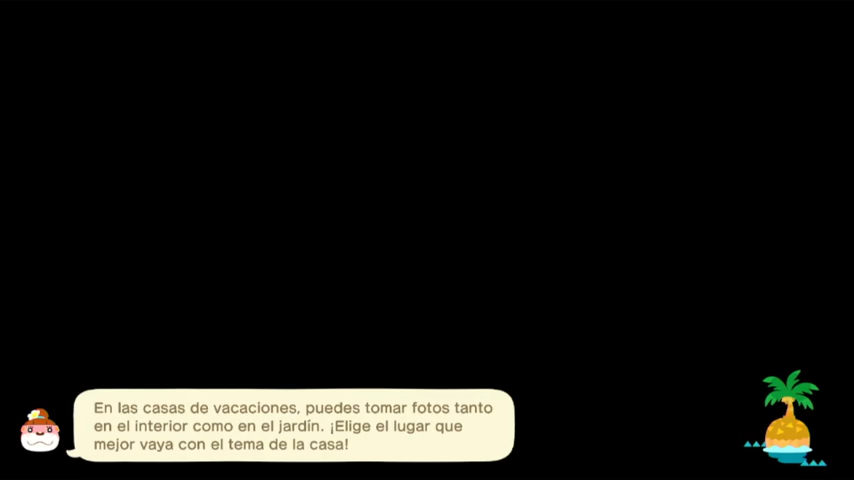 En las casas de vacaciones, puedes tomar fotos tanto
en el interior como en el jardín. ¡Elige el lugar que
mejor vaya con el tema de la casa!